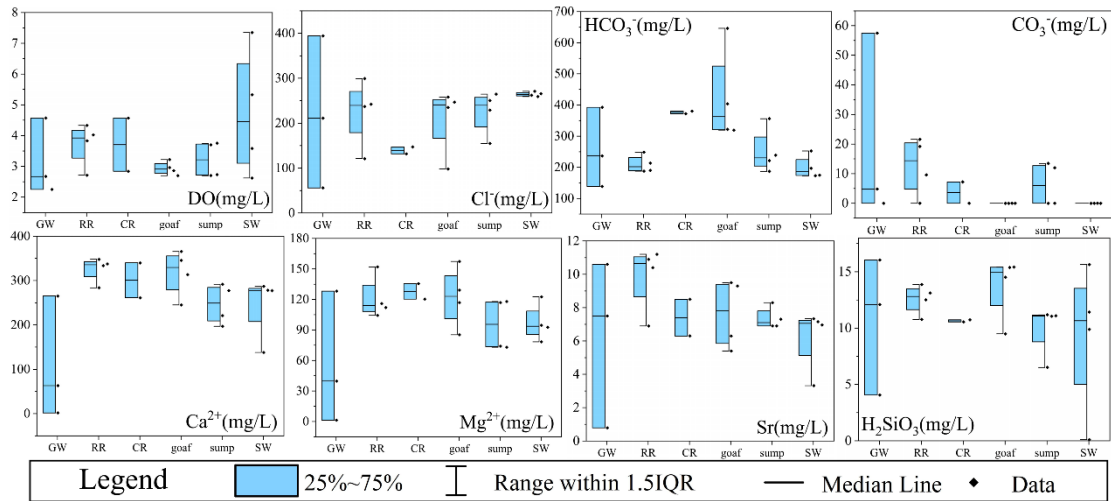 8
7
6
5
4
3
2
DO(mg/L)
GW RR CR goaf sump SW
400
300
200
100
0
Cl⁻(mg/L)
GW RR CR goaf sump SW
700
600
500
400
300
200
100
HCO₃⁻(mg/L)
GW RR CR goaf sump SW
60
50
40
30
20
10
0
CO₃⁻(mg/L)
GW RR CR goaf sump SW
400
300
200
100
0
Ca²⁺(mg/L)
GW RR CR goaf sump SW
180
150
120
90
60
30
0
Mg²⁺(mg/L)
GW RR CR goaf sump SW
12
10
8
6
4
2
0
Sr(mg/L)
GW RR CR goaf sump SW
15
10
5
0
H₂SiO₃(mg/L)
GW RR CR goaf sump SW
Legend 25%~75% Range within 1.5IQR Median Line Data